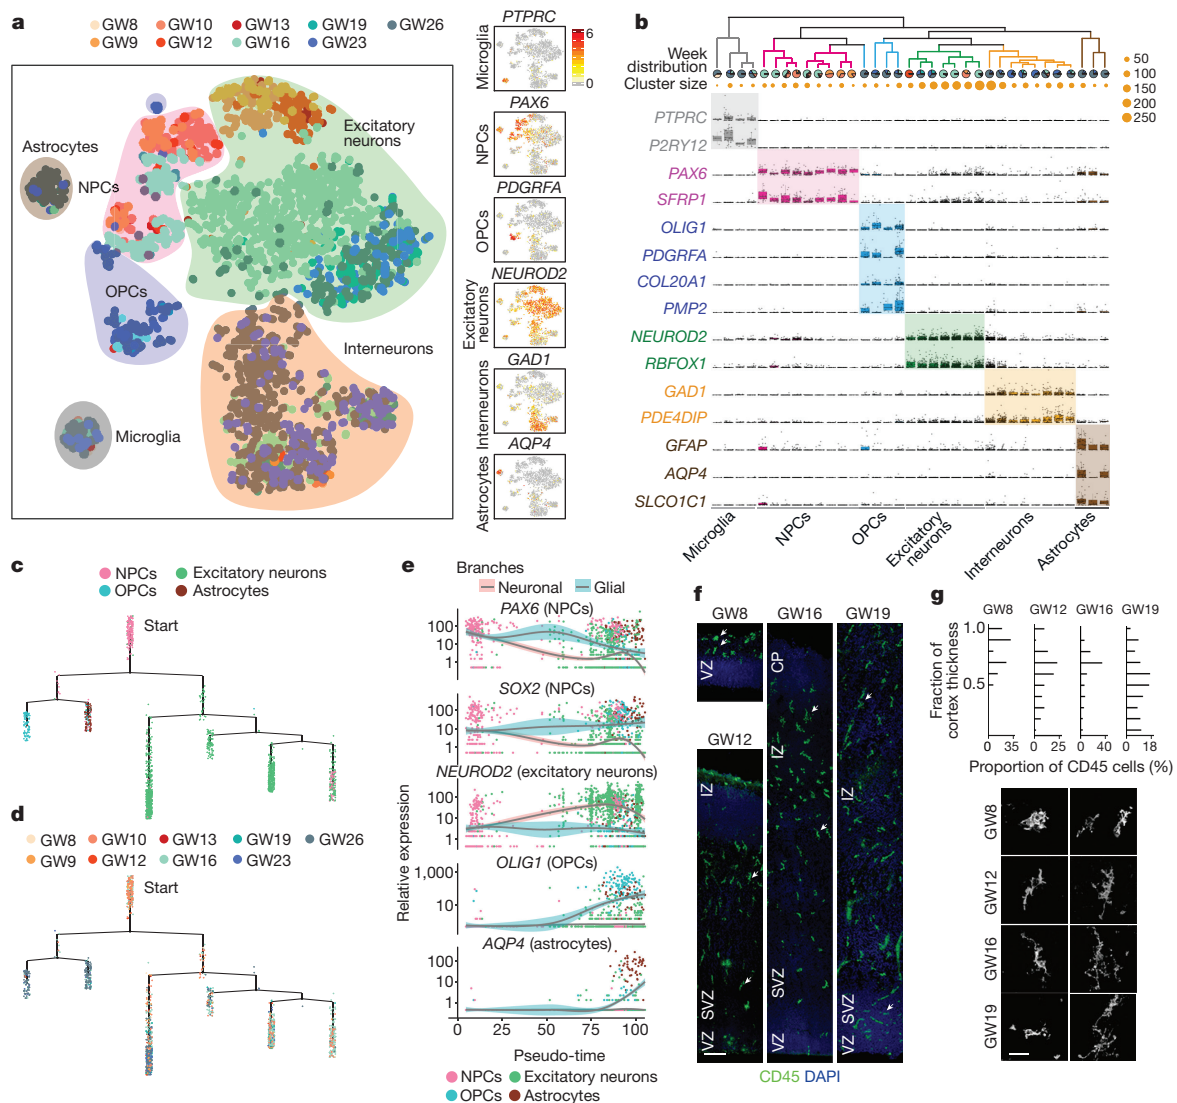 a
GW8 GW10 GW13 GW19 GW26
GW9 GW12 GW16 GW23
Astrocytes
NPCs
Excitatory
neurons
OPCs
Interneurons
Microglia
PTPRC
Microglia
6
0
PAX6
NPCs
PDGRFA
OPCs
NEUROD2
Excitatory
neurons
GAD1
Interneurons
AQP4
Astrocytes
b
Week
distribution
Cluster size
50
100
150
200
250
PTPRC
P2RY12
PAX6
SFRP1
OLIG1
PDGRFA
COL20A1
PMP2
NEUROD2
RBFOX1
GAD1
PDE4DIP
GFAP
AQP4
SLCO1C1
Microglia
NPCs
OPCs
Excitatory
neurons
Interneurons
Astrocytes
c
NPCs Excitatory neurons
OPCs Astrocytes
Start
d
GW8 GW10 GW13 GW19 GW26
GW9 GW12 GW16 GW23
Start
e
Branches
Neuronal Glial
Relative expression
PAX6 (NPCs)
100
10
1
SOX2 (NPCs)
100
10
1
NEUROD2 (excitatory neurons)
100
10
1
OLIG1 (OPCs)
1,000
10
AQP4 (astrocytes)
100
10
1
0 25 50 75 100
Pseudo-time
NPCs Excitatory neurons
OPCs Astrocytes
f
GW8 GW16 GW19
VZ
GW12
IZ
SVZ
VZ
CP
IZ
SVZ
VZ
IZ
SVZ
VZ
CD45 DAPI
g
GW8 GW12 GW16 GW19
Fraction of
cortex thickness
1.0
0.5
0 35 0 25 0 40 0 18
Proportion of CD45 cells (%)
GW8
GW12
GW16
GW19